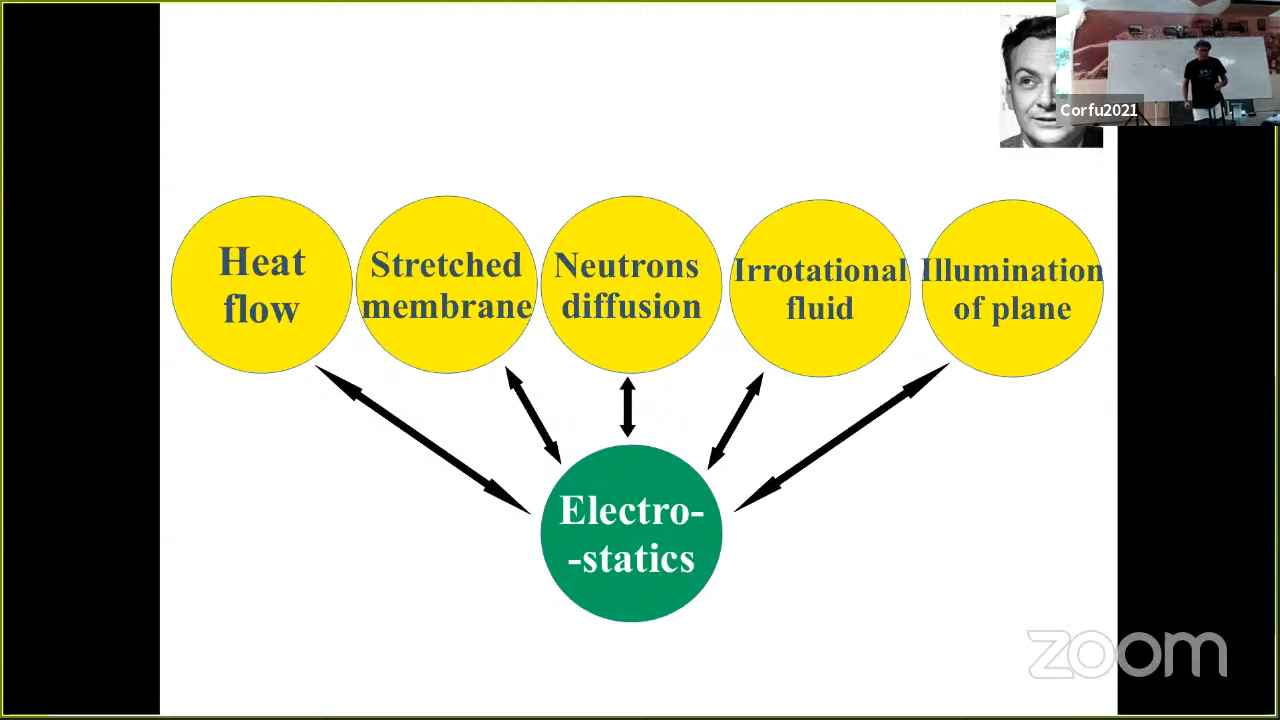 Corfu2021
Heat
flow
Stretched
membrane
Neutrons
diffusion
Irrotational
fluid
Illumination
of plane
Electro-
-statics
zoom